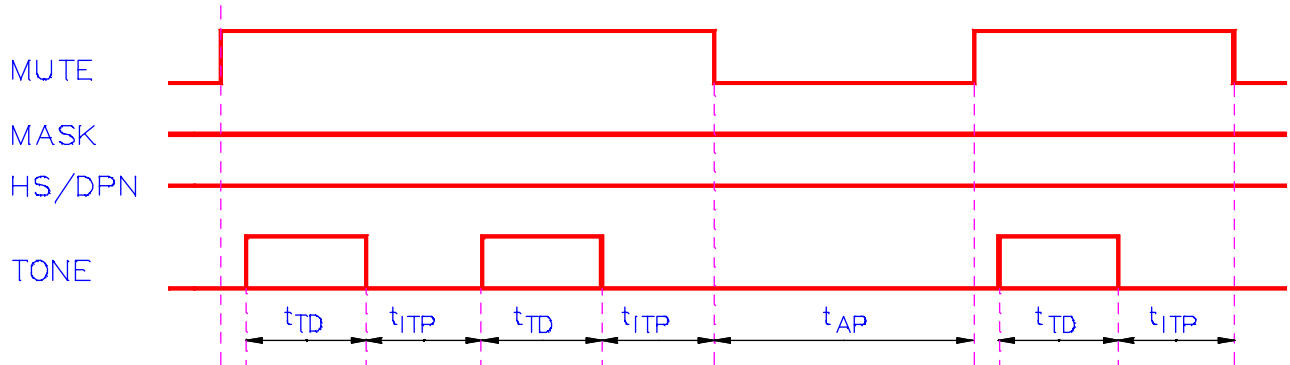 MUTE
MASK
HS/DPN
TONE
tTD tITP tTD tITP tAP tTD tITP